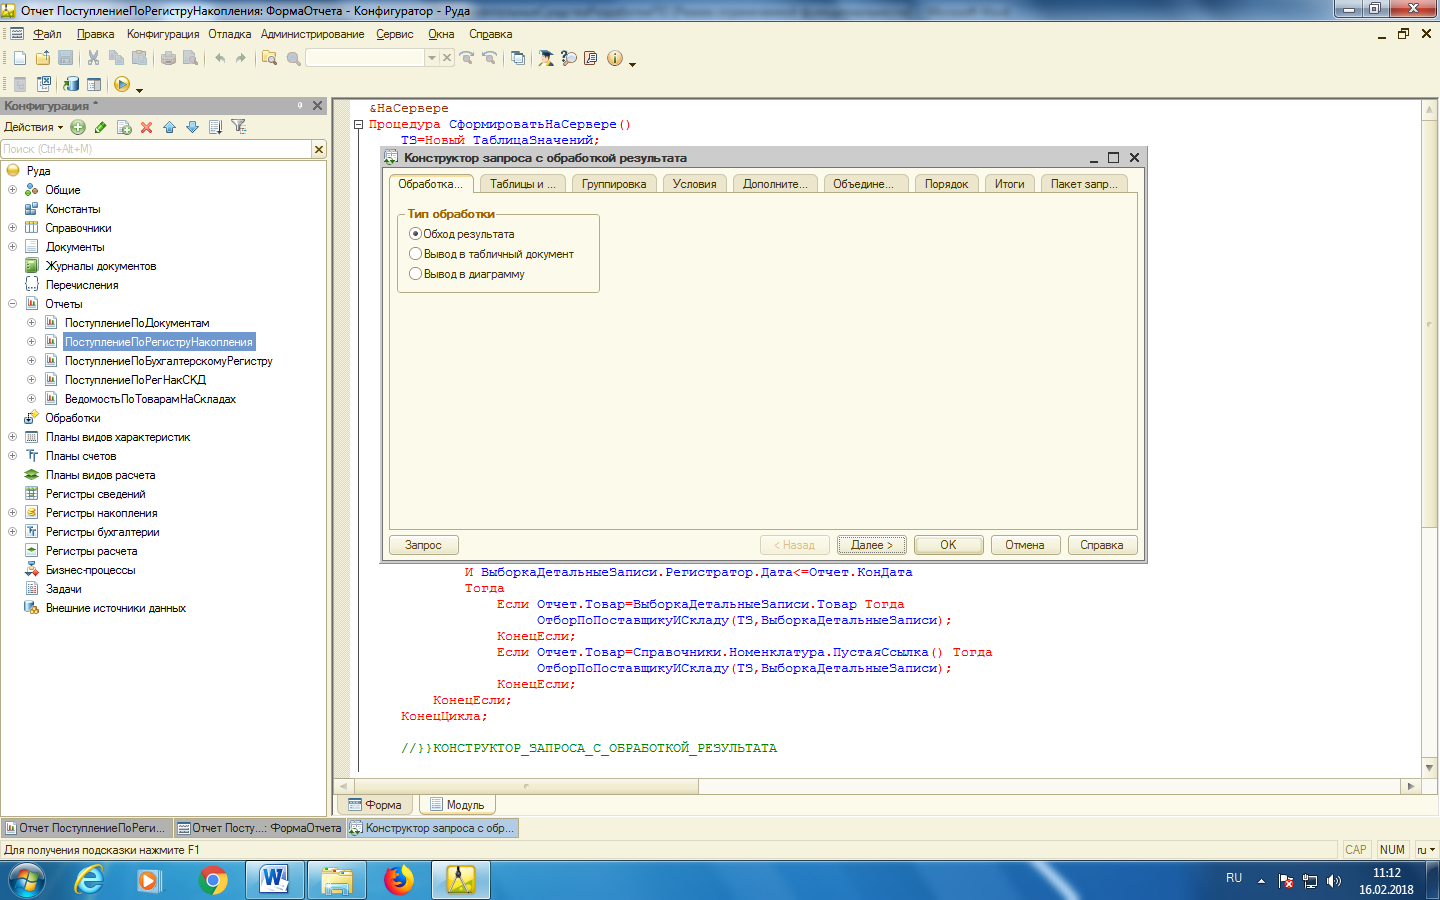 Отчет ПоступлениеПоРегиструНакопления: ФормаОтчета - Конфигуратор - Руда
Файл Правка Конфигурация Отладка Администрирование Сервис Окна Справка
Конфигурация *
Действия
Поиск (Ctrl+Alt+M)
Руда
Общие
Константы
Справочники
Документы
Журналы документов
Перечисления
Отчеты
ПоступлениеПоДокументам
ПоступлениеПоРегиструНакопления
ПоступлениеПоБухгалтерскомуРегистру
ПоступлениеПоРегНакСКД
ВедомостьПоТоварамНаСкладах
Обработки
Планы видов характеристик
Планы счетов
Планы видов расчета
Регистры сведений
Регистры накопления
Регистры бухгалтерии
Регистры расчета
Бизнес-процессы
Задачи
Внешние источники данных
&НаСервере
Процедура СформироватьНаСервере()
ТЗ=Новый ТаблицаЗначений;
Конструктор запроса с обработкой результата
Обработка... Таблицы и ... Группировка Условия Дополните... Объедине... Порядок Итоги Пакет запр...
Тип обработки
Обход результата
Вывод в табличный документ
Вывод в диаграмму
Запрос < Назад Далее > OK Отмена Справка
И ВыборкаДетальныеЗаписи.Регистратор.Дата<=Отчет.КонДата
Тогда
Если Отчет.Товар=ВыборкаДетальныеЗаписи.Товар Тогда
ОтборПоПоставщикуИСкладу(ТЗ,ВыборкаДетальныеЗаписи);
КонецЕсли;
Если Отчет.Товар=Справочники.Номенклатура.ПустаяСсылка() Тогда
ОтборПоПоставщикуИСкладу(ТЗ,ВыборкаДетальныеЗаписи);
КонецЕсли;
КонецЕсли;
КонецЦикла;
//}}КОНСТРУКТОР_ЗАПРОСА_С_ОБРАБОТКОЙ_РЕЗУЛЬТАТА
Форма Модуль
Отчет ПоступлениеПоРеги... Отчет Посту...: ФормаОтчета Конструктор запроса с обр...
Для получения подсказки нажмите F1 CAP NUM ru
RU 11:12
16.02.2018